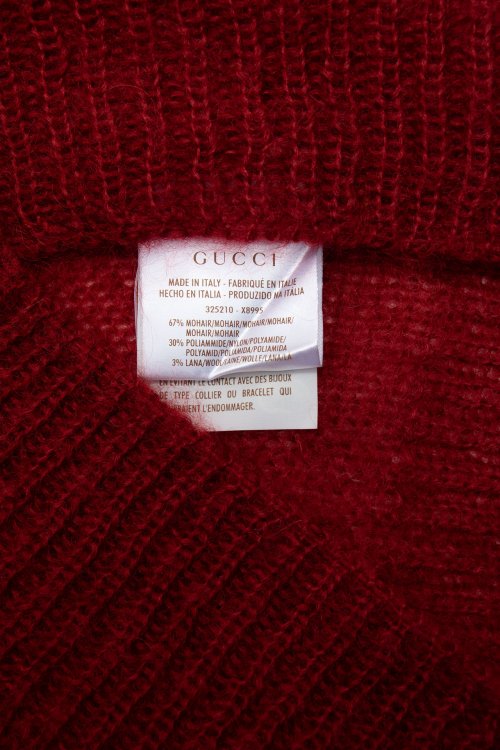 GUCCI
MADE IN ITALY - FABRIQUÉ EN ITALIE
HECHO EN ITALIA - PRODUZIDO NA ITALIA
325210 - X8995
67% MOHAIR/MOHAIR/MOHAIR/MOHAIR/
/MOHAIR/MOHAIR
30% POLIAMMIDE/NYLON/POLYAMIDE/
POLYAMID/POLIAMIDA/POLIAMIDA
3% LANA/WOOL/LAINE/WOLLE/LANA/LA
EN EVITANT LE CONTACT AVEC DES BIJOUX
DE TYPE COLLIER OU BRACELET QUI
L'ENDOMMAGER.